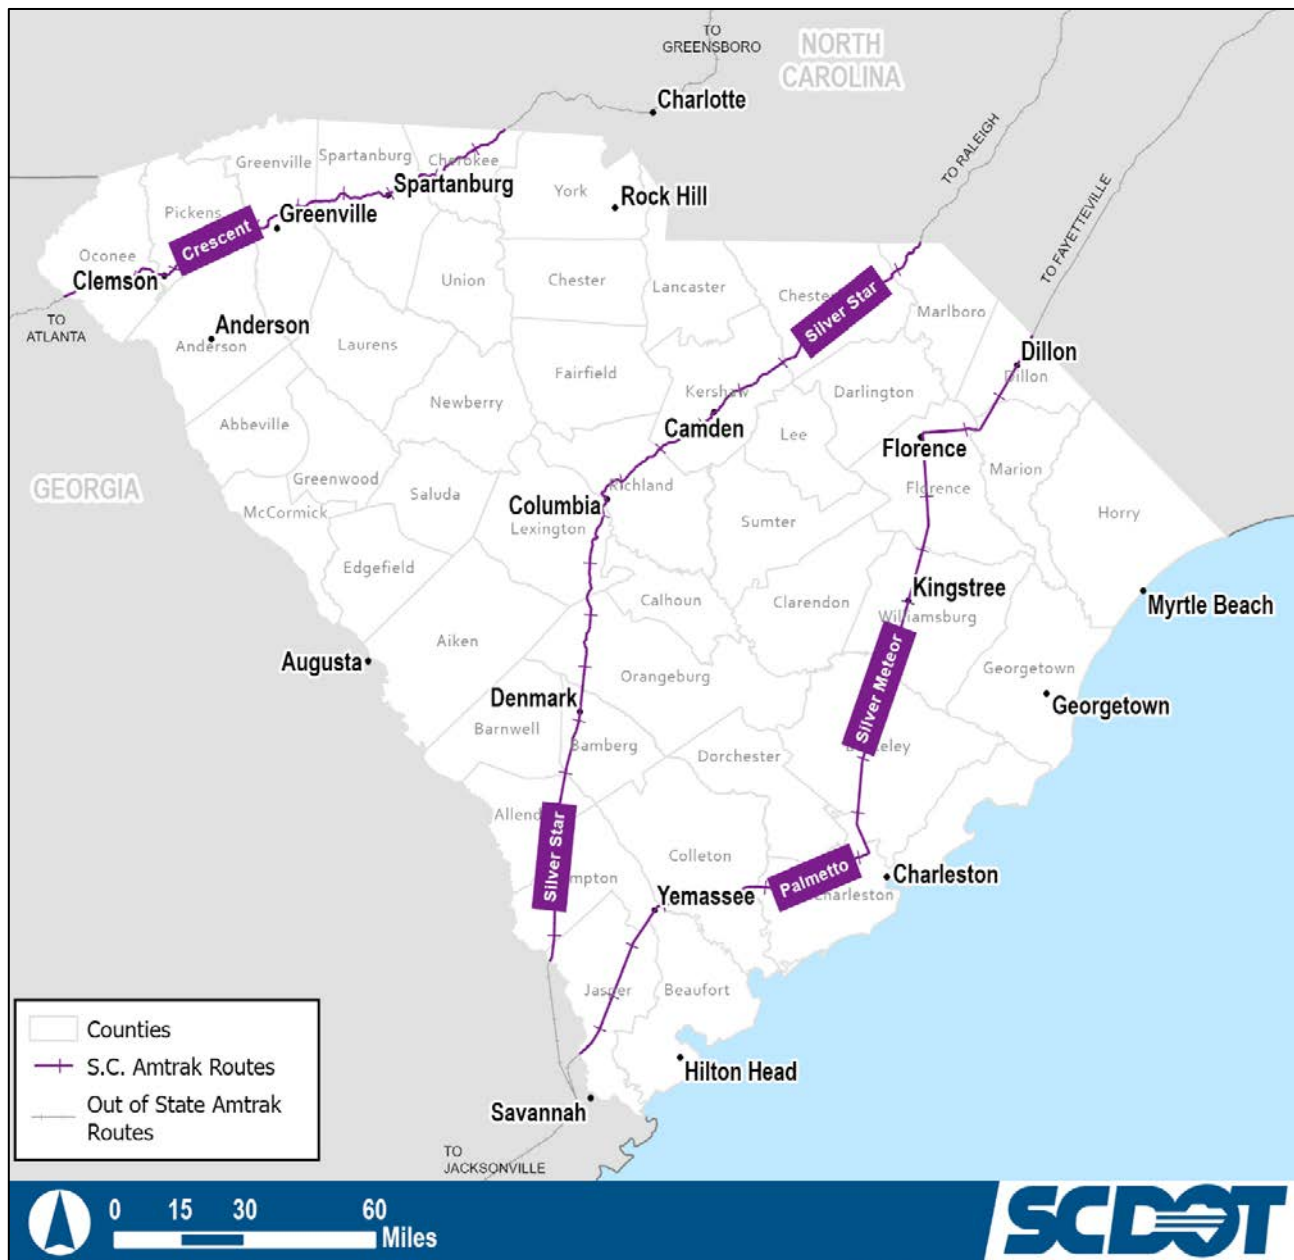 TO
GREENSBORO
NORTH
CAROLINA
Charlotte
TO RALEIGH
TO FAYETTEVILLE
Greenville
Spartanburg
Cherokee
Spartanburg
York
Rock Hill
Pickens
Greenville
Crescent
Oconee
Clemson
Union
Chester
Lancaster
Chester
Silver Star
Marlboro
TO
ATLANTA
Anderson
Anderson
Laurens
Dillon
Dillon
Fairfield
Kershaw
Darlington
Newberry
Abbeville
Camden
Lee
Florence
Marion
GEORGIA
Greenwood
Saluda
Richland
Florence
Columbia
McCormick
Lexington
Sumter
Horry
Edgefield
Calhoun
Clarendon
Kingstree
Williamsburg
Myrtle Beach
Aiken
Augusta
Orangeburg
Silver Meteor
Georgetown
Georgetown
Denmark
Barnwell
Bamberg
Dorchester
keley
Allend
Silver Star
Colleton
Palmetto
Charleston
mpton
Yemassee
Charleston
Jasper
Beaufort
Hilton Head
Savannah
TO
JACKSONVILLE
Counties
S.C. Amtrak Routes
Out of State Amtrak
Routes
0 15 30 60
Miles
SCDOT